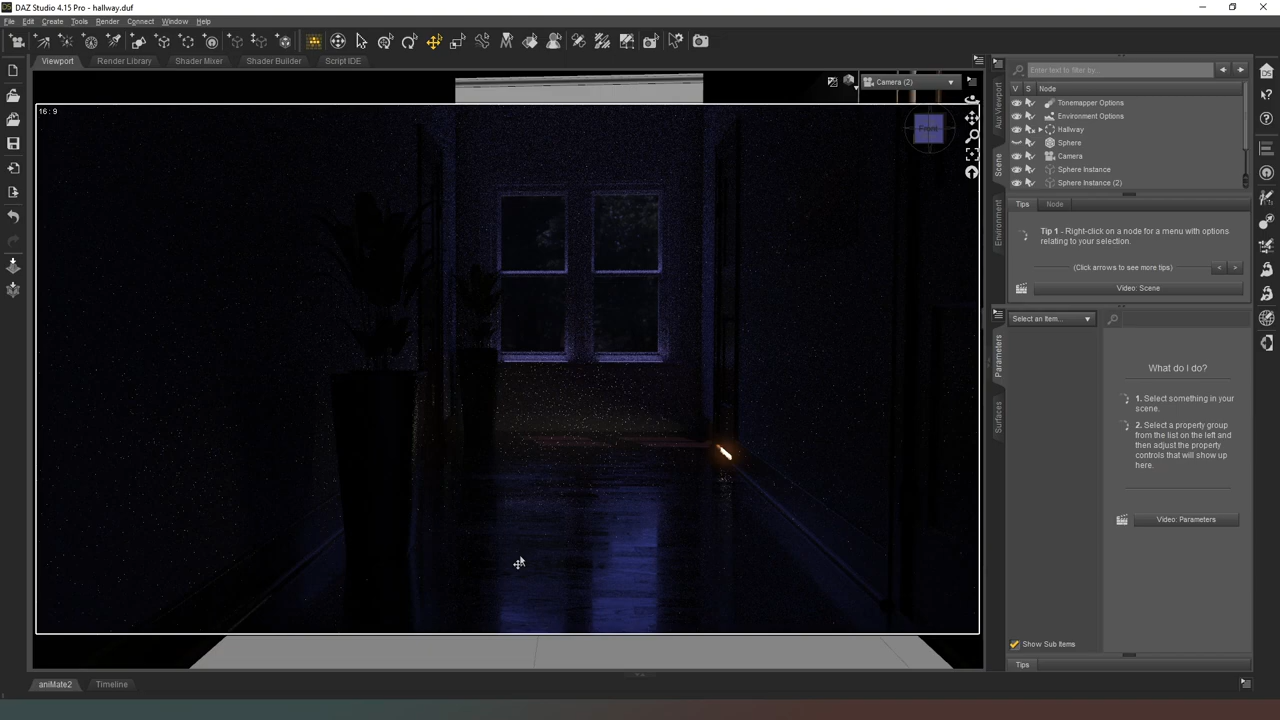 DAZ Studio 4.15 Pro - hallway.duf
File Edit Create Tools Render Connect Window Help
Viewport Render Library Shader Mixer Shader Builder Script IDE
Camera (2)
16 : 9
Front
Aux Viewport
Scene
Environment
Enter text to filter by...
V S Node
Tonemapper Options
Environment Options
Hallway
Sphere
Camera
Sphere Instance
Sphere Instance (2)
Tips Node
Tip 1 - Right-click on a node for a menu with options
relating to your selection.
(Click arrows to see more tips) < >
Video: Scene
Parameters
Surfaces
Select an Item...
What do I do?
1. Select something in your
scene.
2. Select a property group
from the list on the left and
then adjust the property
controls that will show up
here.
Video: Parameters
Show Sub Items
Tips
aniMate2 Timeline